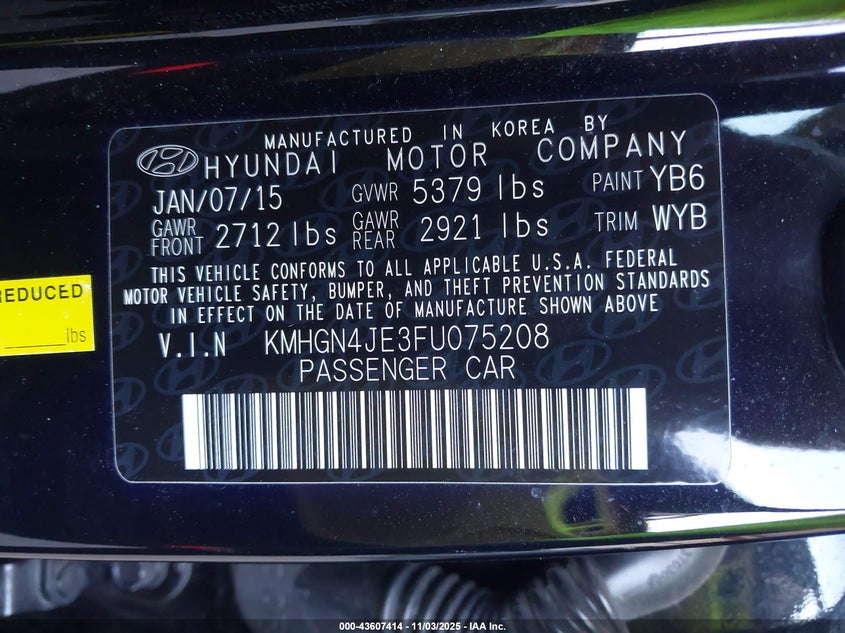 MANUFACTURED IN KOREA BY
HYUNDAI MOTOR COMPANY
JAN/07/15 GVWR 5379 lbs PAINT YB6
GAWR FRONT 2712 lbs GAWR REAR 2921 lbs TRIM WYB
THIS VEHICLE CONFORMS TO ALL APPLICABLE U.S.A. FEDERAL
MOTOR VEHICLE SAFETY, BUMPER, AND THEFT PREVENTION STANDARDS
IN EFFECT ON THE DATE OF MANUFACTURE SHOWN ABOVE
V.I.N KMHGN4JE3FU075208
PASSENGER CAR
REDUCED
lbs
000-43607414 - 11/03/2025 - IAA Inc.